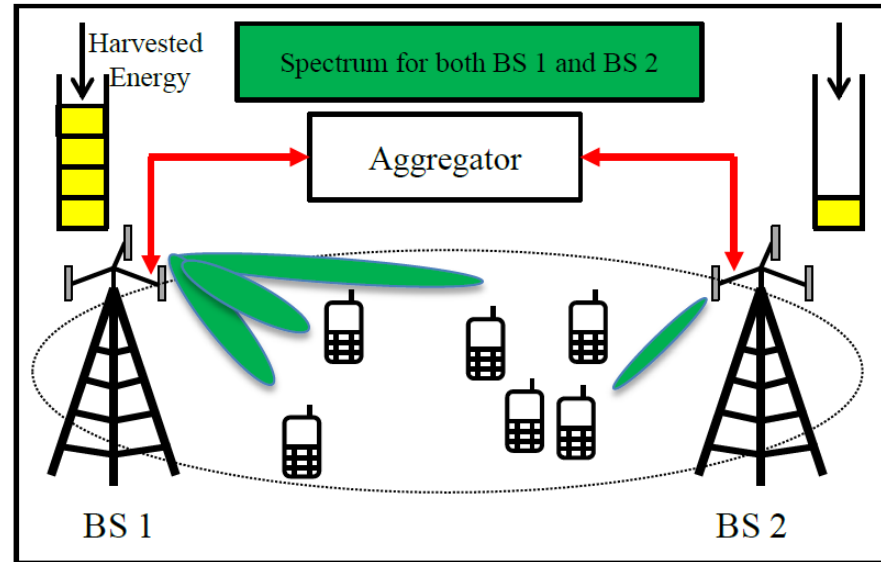 Harvested
Energy
Spectrum for both BS 1 and BS 2
Aggregator
BS 1
BS 2